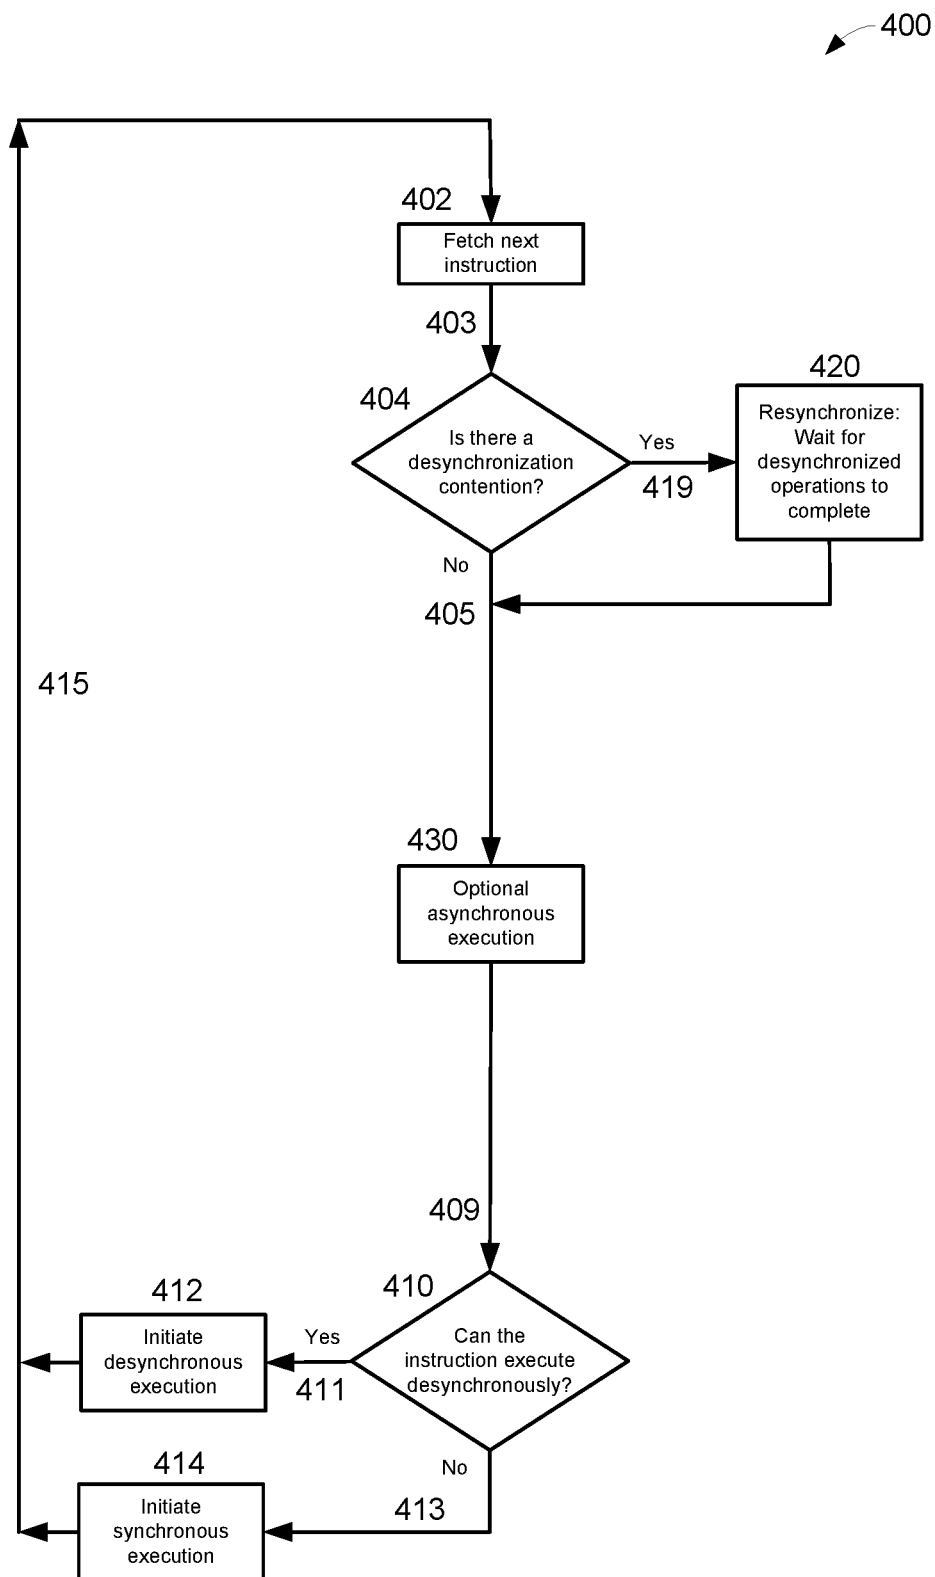 400
402
Fetch next
instruction
403
404
Is there a
desynchronization
contention?
Yes
419
420
Resynchronize:
Wait for
desynchronized
operations to
complete
No
405
415
430
Optional
asynchronous
execution
409
410
Can the
instruction execute
desynchronously?
Yes
411
412
Initiate
desynchronous
execution
No
413
414
Initiate
synchronous
execution